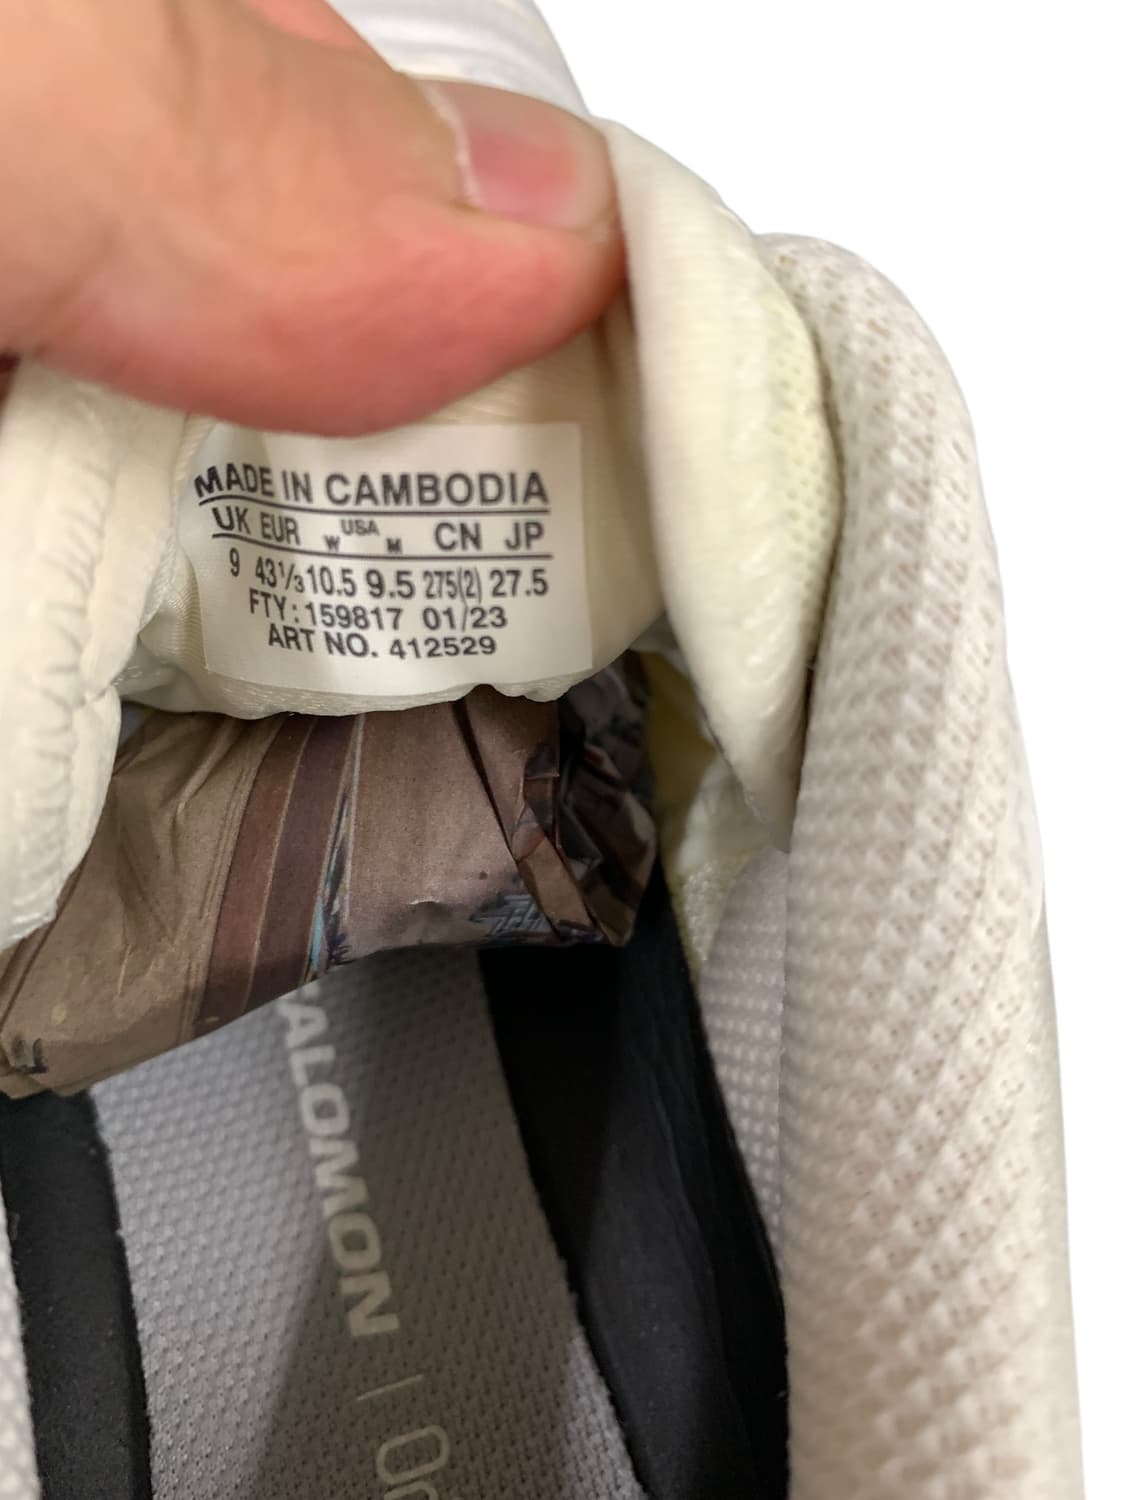 MADE IN CAMBODIA
UK EUR W USA M CN JP
9 43⅓ 10.5 9.5 275(2) 27.5
FTY: 159817 01/23
ART NO. 412529
SALOMON |